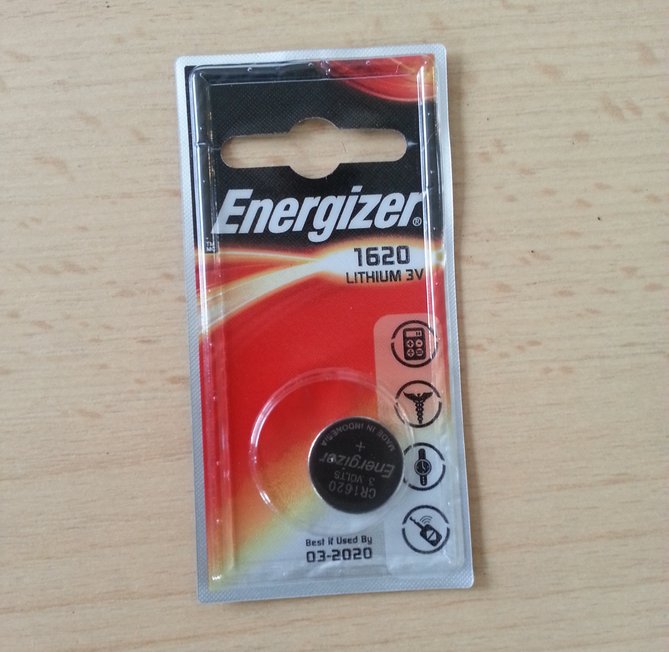 Energizer®
1620
LITHIUM 3V
MADE IN INDONESIA
+
Energizer
3 VOLTS
CR1620
Best if Used By
03-2020